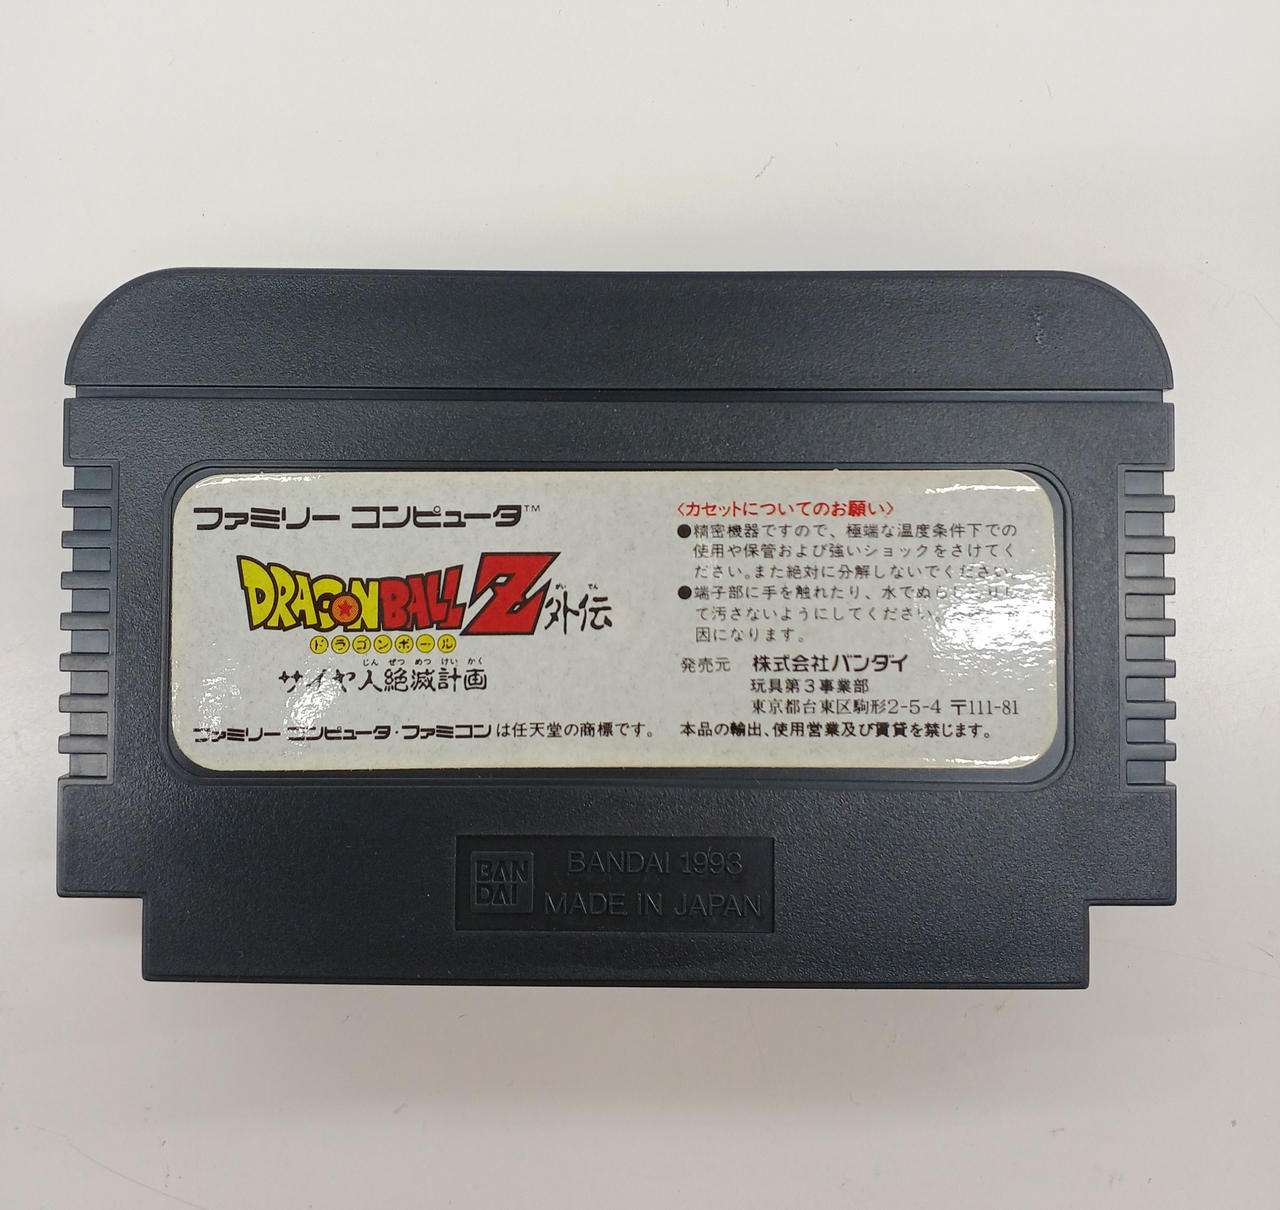 ファミリー コンピュータ™
DRAGON BALL Z 外伝
がい でん
ドラゴンボール
じん ぜつ めつ けい かく
サイヤ人絶滅計画
ファミリー コンピュータ・ファミコンは任天堂の商標です。
〈カセットについてのお願い〉
●精密機器ですので、極端な温度条件下での
使用や保管および強いショックをさけてく
ださい。また絶対に分解しないでください。
●端子部に手を触れたり、水でぬら
て汚さないようにしてください
因になります。
発売元 株式会社バンダイ
玩具第3事業部
東京都台東区駒形2-5-4 〒111-81
本品の輸出、使用営業及び賃貸を禁じます。
BAN
DAI
BANDAI 1993
MADE IN JAPAN